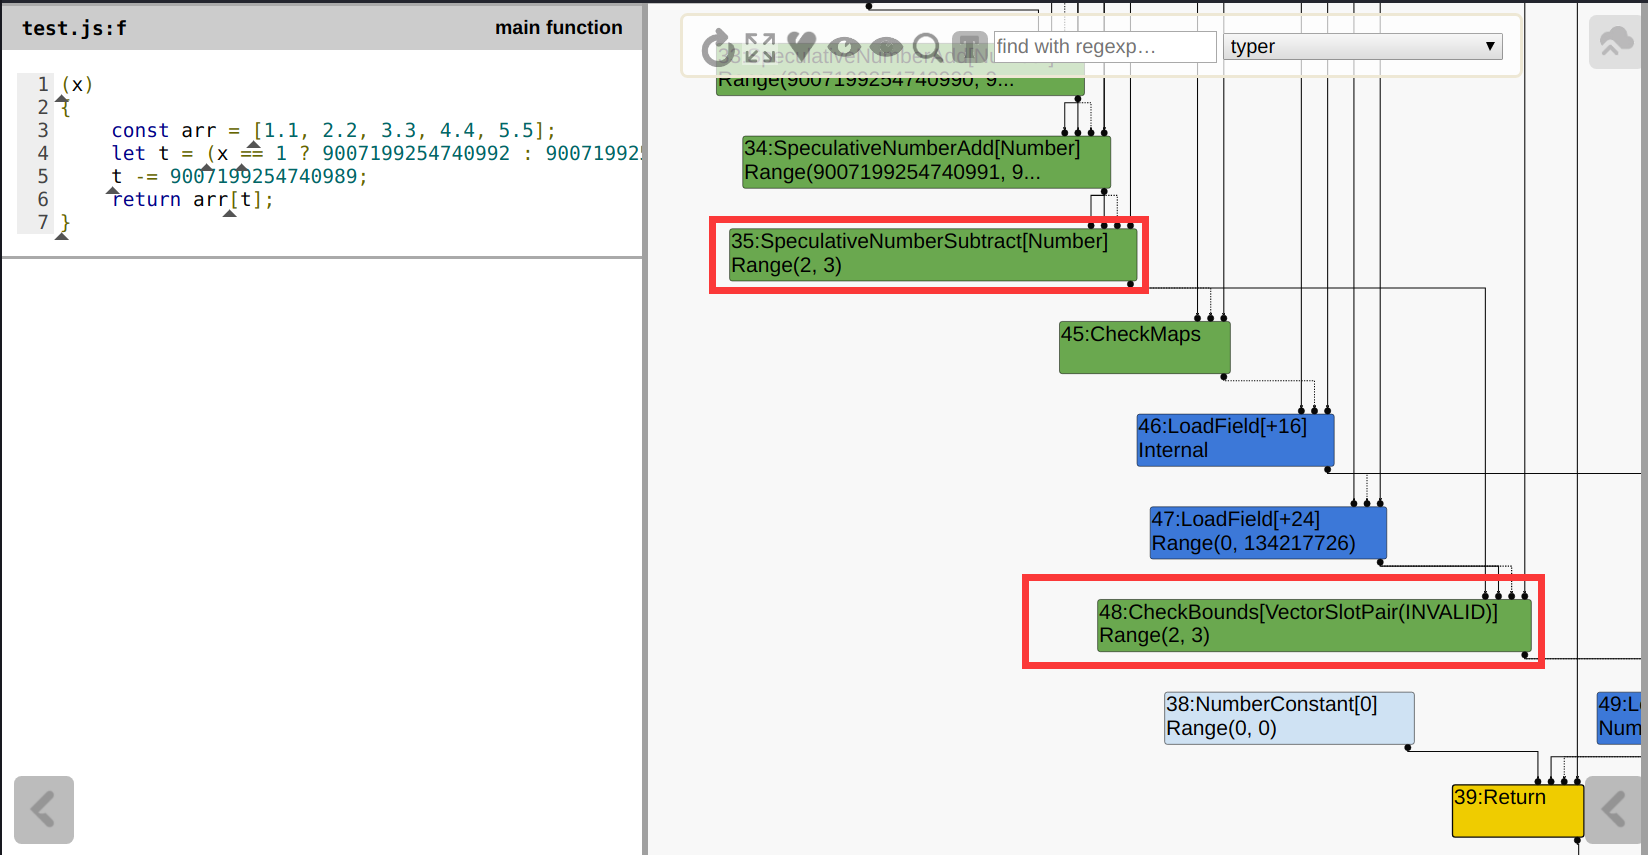 test.js:f
main function
1 (x)
2 {
3 const arr = [1.1, 2.2, 3.3, 4.4, 5.5];
4 let t = (x == 1 ? 9007199254740992 : 90071992
5 t -= 9007199254740989;
6 return arr[t];
7 }
T
find with regexp…
typer
33:SpeculativeNumberAdd[Nu
Range(9007199254740990, 9...
34:SpeculativeNumberAdd[Number]
Range(9007199254740991, 9...
35:SpeculativeNumberSubtract[Number]
Range(2, 3)
45:CheckMaps
46:LoadField[+16]
Internal
47:LoadField[+24]
Range(0, 134217726)
48:CheckBounds[VectorSlotPair(INVALID)]
Range(2, 3)
38:NumberConstant[0]
Range(0, 0)
49:L
Num
39:Return